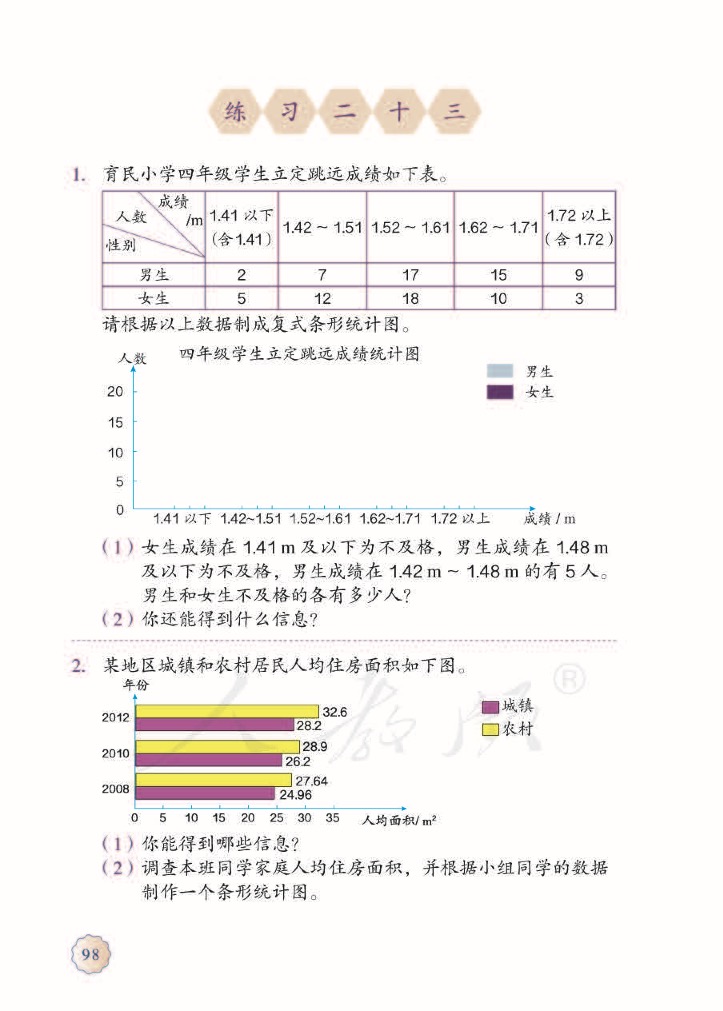 练习二十三
1. 育民小学四年级学生立定跳远成绩如下表。
成绩/m 人数 性别 1.41 以下（含1.41） 1.42 ~ 1.51 1.52 ~ 1.61 1.62 ~ 1.71 1.72 以上（含 1.72）
男生 2 7 17 15 9
女生 5 12 18 10 3
请根据以上数据制成复式条形统计图。
人数 四年级学生立定跳远成绩统计图
男生
女生
20
15
10
5
0
1.41 以下 1.42~1.51 1.52~1.61 1.62~1.71 1.72 以上 成绩 / m
（1）女生成绩在 1.41 m 及以下为不及格，男生成绩在 1.48 m
及以下为不及格，男生成绩在 1.42 m ~ 1.48 m 的有 5 人。
男生和女生不及格的各有多少人？
（2）你还能得到什么信息？
2. 某地区城镇和农村居民人均住房面积如下图。
年份
城镇
农村
2012 32.6
28.2
2010 28.9
26.2
2008 27.64
24.96
0 5 10 15 20 25 30 35 人均面积/ m²
（1）你能得到哪些信息？
（2）调查本班同学家庭人均住房面积，并根据小组同学的数据
制作一个条形统计图。
98
人教版®